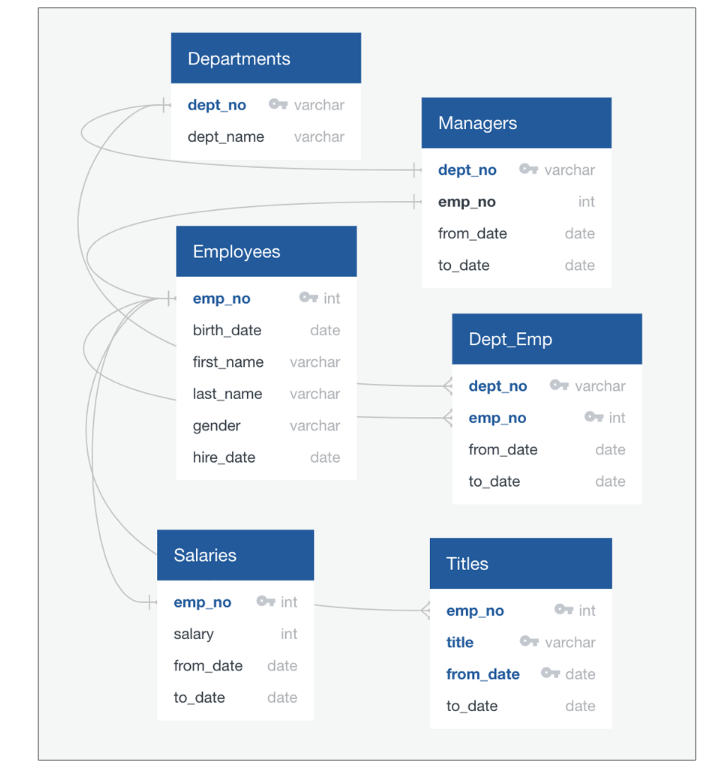 Departments
dept_no varchar
dept_name varchar
Managers
dept_no varchar
emp_no int
from_date date
to_date date
Employees
emp_no int
birth_date date
first_name varchar
last_name varchar
gender varchar
hire_date date
Dept_Emp
dept_no varchar
emp_no int
from_date date
to_date date
Salaries
emp_no int
salary int
from_date date
to_date date
Titles
emp_no int
title varchar
from_date date
to_date date